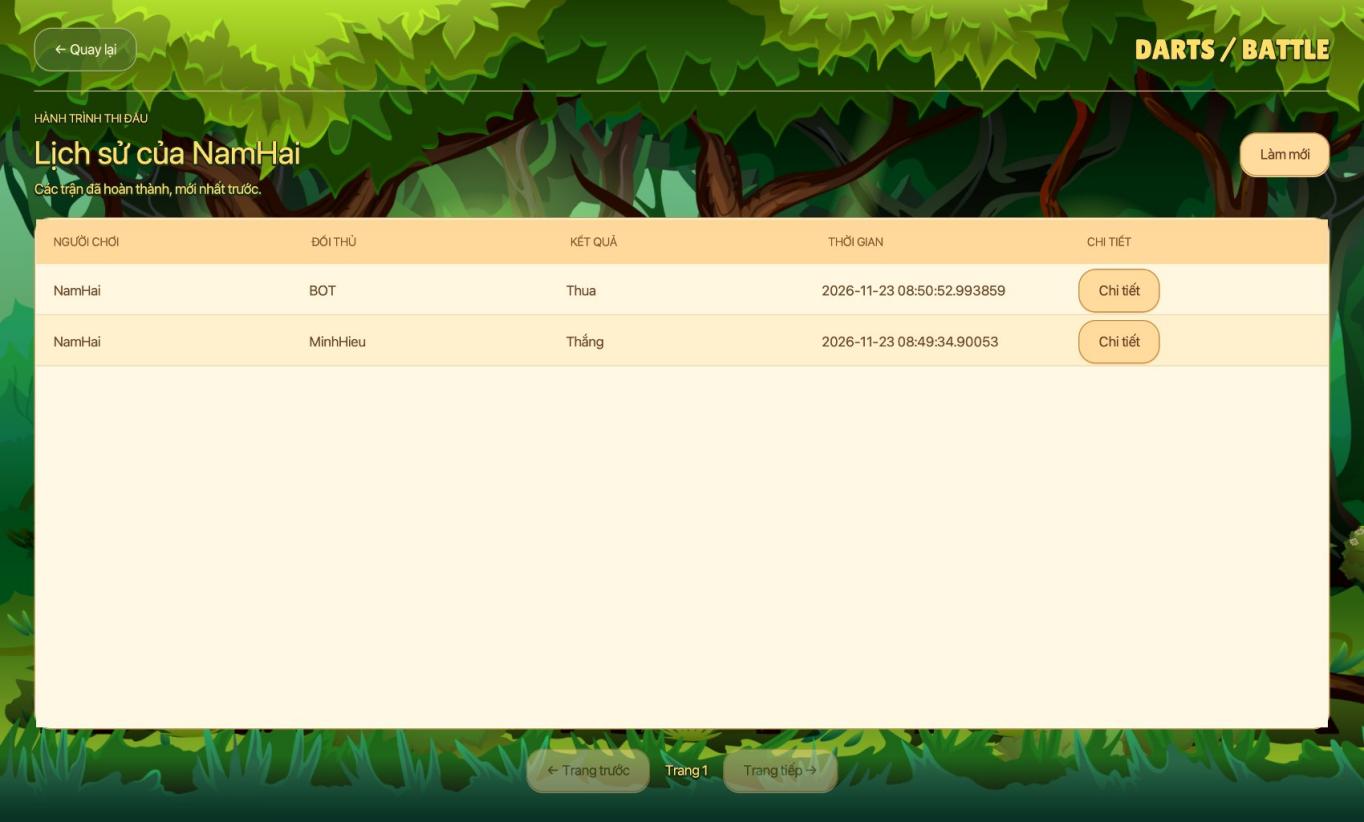 ← Quay lại
DARTS / BATTLE
HÀNH TRÌNH THI ĐẤU
Lịch sử của NamHai
Làm mới
Các trận đã hoàn thành, mới nhất trước.
NGƯỜI CHƠI ĐỐI THỦ KẾT QUẢ THỜI GIAN CHI TIẾT
NamHai BOT Thua 2026-11-23 08:50:52.993859 Chi tiết
NamHai MinhHieu Thắng 2026-11-23 08:49:34.90053 Chi tiết
← Trang trước Trang 1 Trang tiếp →